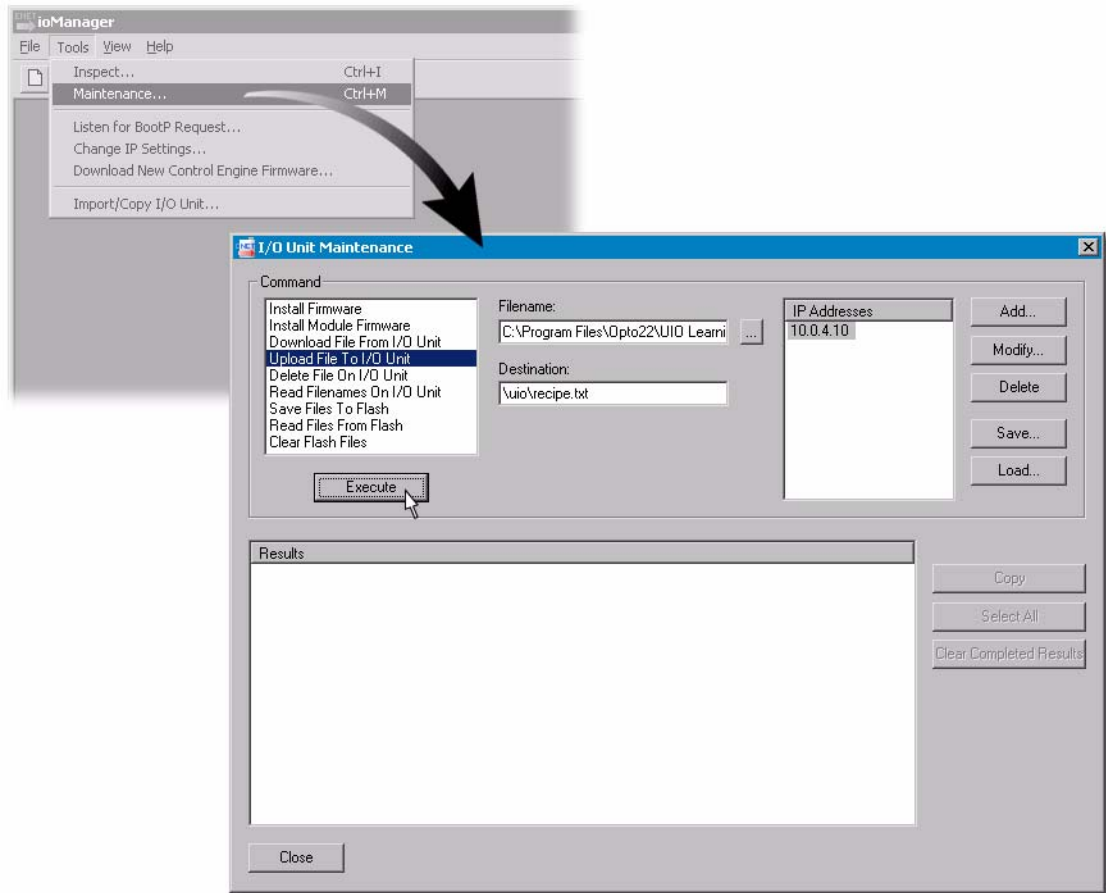 ENET
ioManager
File Tools View Help
Inspect... Ctrl+I
Maintenance... Ctrl+M
Listen for BootP Request...
Change IP Settings...
Download New Control Engine Firmware...
Import/Copy I/O Unit...
I/O Unit Maintenance
Command
Install Firmware
Install Module Firmware
Download File From I/O Unit
Upload File To I/O Unit
Delete File On I/O Unit
Read Filenames On I/O Unit
Save Files To Flash
Read Files From Flash
Clear Flash Files
Execute
Filename:
C:\Program Files\Opto22\UIO Learni
...
Destination:
\uio\recipe.txt
IP Addresses
10.0.4.10
Add...
Modify...
Delete
Save...
Load...
Results
Copy
Select All
Clear Completed Results
Close